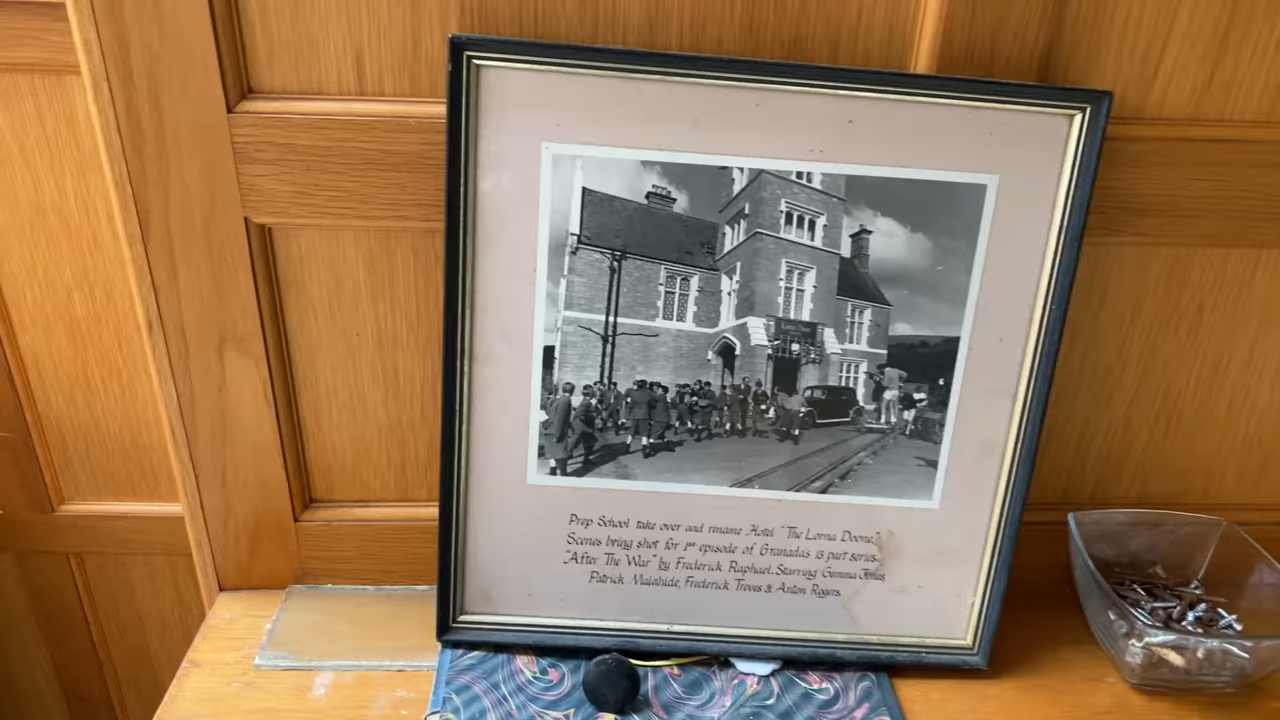 Prep School take over and rename Hotel "The Lorna Doone."
Scenes being shot for 1st episode of Granada's 13 part series.
"After The War" by Frederick Raphael. Starring Gemma Jones
Patrick Malahide, Frederick Treves & Anton Rogers.